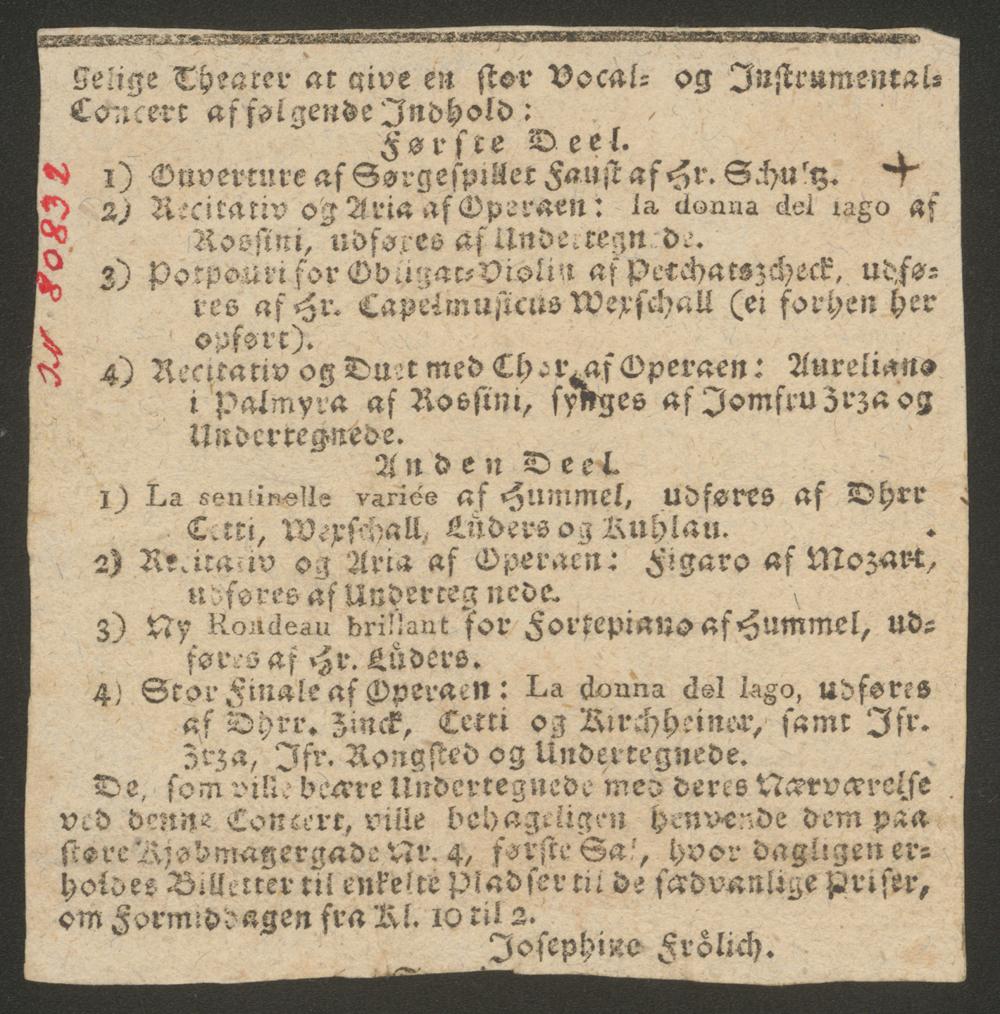 gelige Theater at give en stor Vocal- og Instrumental-
Concert af følgende Indhold:
Første Deel.
1) Ouverture af Sørgespillet Faust af Hr. Schultz. +
2) Recitativ og Aria af Operaen: la donna del lago af
Rossini, udføres af Undertegnede.
3) Potpouri for Obligat-Violin af Petchatszcheck, udfø-
res af Hr. Capelmusicus Wexschall (ei forhen her
opført).
4) Recitativ og Duet med Chor af Operaen: Aureliano
i Palmyra af Rossini, synges af Jomfru Zrza og
Undertegnede.
Anden Deel.
1) La sentinelle variée af Hummel, udføres af Dhrr
Cetti, Wexschall, Lüders og Kuhlau.
2) Recitativ og Aria af Operaen: Figaro af Mozart,
udføres af Undertegnede.
3) Ny Rondeau brillant for Fortepiano af Hummel, ud-
føres af Hr. Lüders.
4) Stor Finale af Operaen: La donna del lago, udføres
af Dhrr. Zinck, Cetti og Kirchheiner, samt Jfr.
Zrza, Jfr. Rongsted og Undertegnede.
De, som ville beære Undertegnede med deres Nærværelse
ved denne Concert, ville behageligen henvende dem paa
store Kjøbmagergade Nr. 4, første Sal, hvor dagligen er-
holdes Billetter til enkelte Pladser til de sædvanlige Priser,
om Formiddagen fra Kl. 10 til 2.
Josephine Frölich.
80832